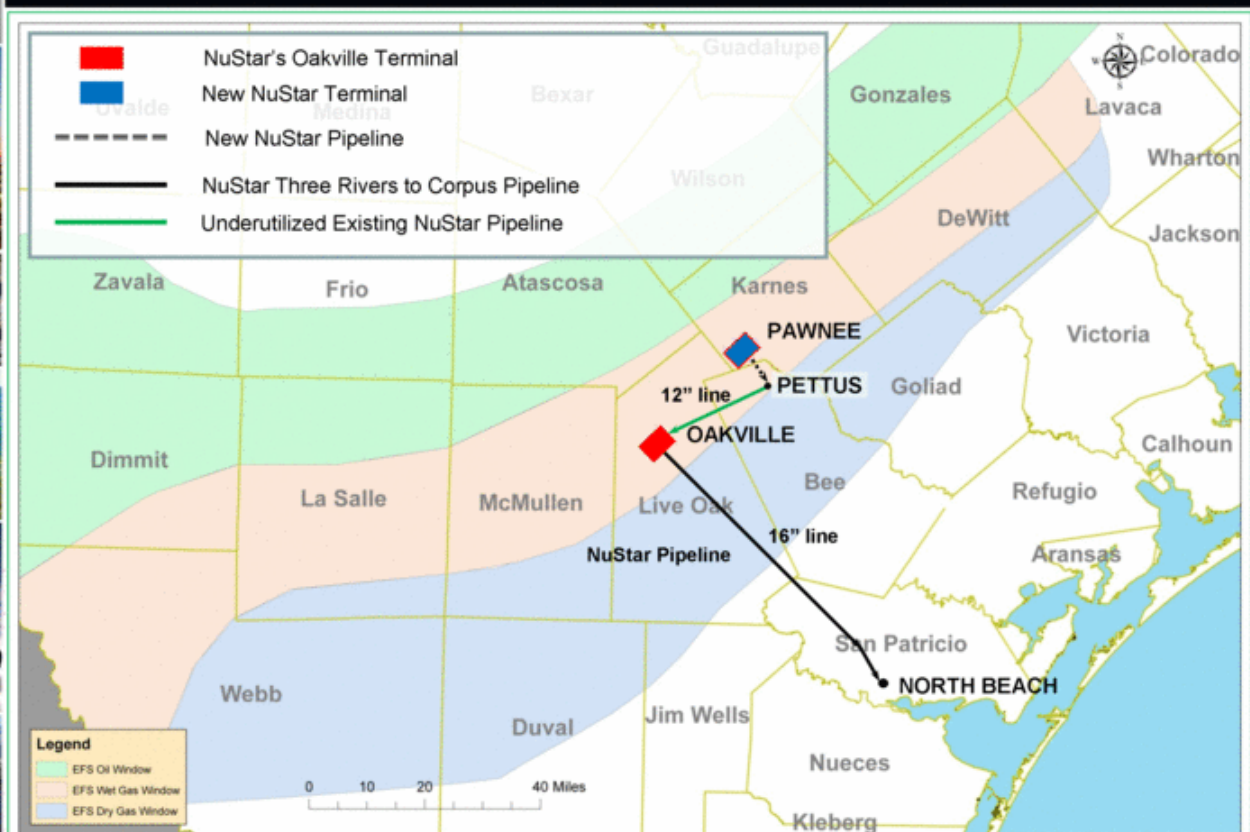 NuStar's Oakville Terminal
New NuStar Terminal
New NuStar Pipeline
NuStar Three Rivers to Corpus Pipeline
Underutilized Existing NuStar Pipeline
Guadalupe
Uvalde
Medina
Bexar
Wilson
N
W
S
Colorado
Gonzales
Lavaca
Wharton
DeWitt
Jackson
Zavala
Frio
Atascosa
Karnes
PAWNEE
Victoria
PETTUS
Goliad
12” line
OAKVILLE
Calhoun
Dimmit
La Salle
McMullen
Live Oak
Bee
Refugio
16” line
NuStar Pipeline
Aransas
San Patricio
NORTH BEACH
Webb
Duval
Jim Wells
Nueces
Kleberg
Legend
EFS Oil Window
EFS Wet Gas Window
EFS Dry Gas Window
0 10 20 40 Miles